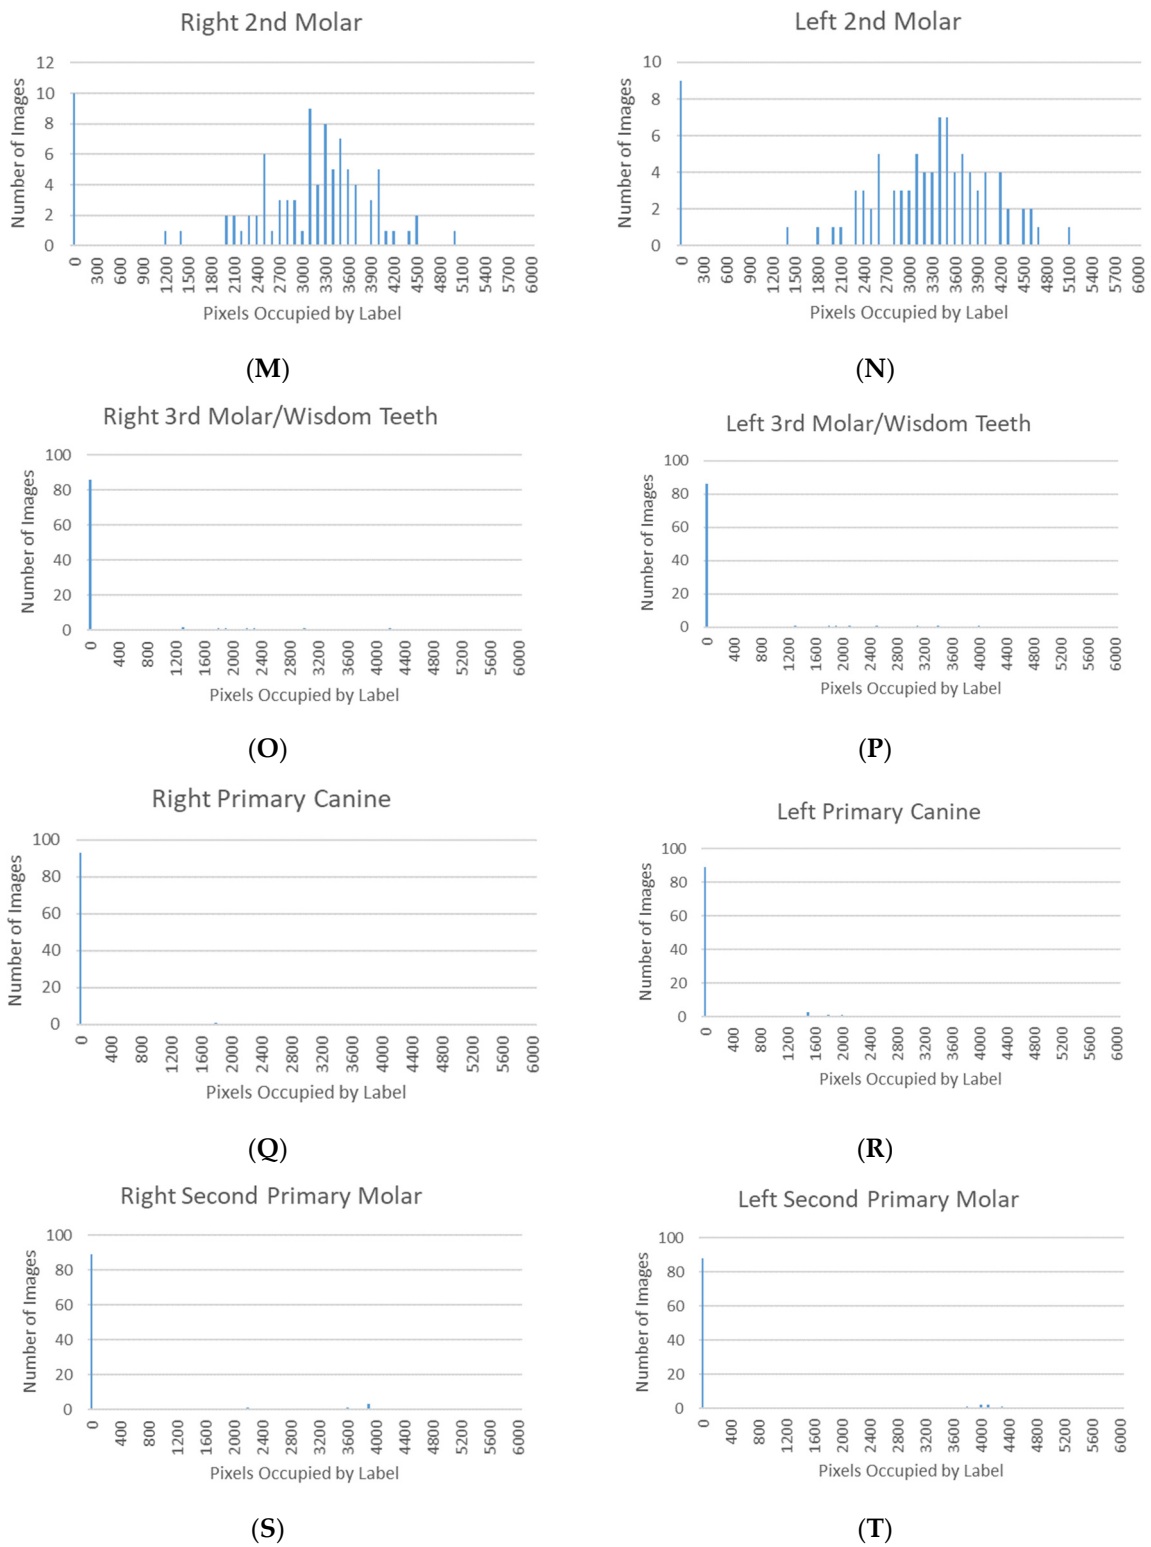 Right 2nd Molar
Number of Images
12
10
8
6
4
2
0
0 300 600 900 1200 1500 1800 2100 2400 2700 3000 3300 3600 3900 4200 4500 4800 5100 5400 5700 6000
Pixels Occupied by Label
(M)
Left 2nd Molar
Number of Images
10
8
6
4
2
0
0 300 600 900 1200 1500 1800 2100 2400 2700 3000 3300 3600 3900 4200 4500 4800 5100 5400 5700 6000
Pixels Occupied by Label
(N)
Right 3rd Molar/Wisdom Teeth
Number of Images
100
80
60
40
20
0
0 400 800 1200 1600 2000 2400 2800 3200 3600 4000 4400 4800 5200 5600 6000
Pixels Occupied by Label
(O)
Left 3rd Molar/Wisdom Teeth
Number of Images
100
80
60
40
20
0
0 400 800 1200 1600 2000 2400 2800 3200 3600 4000 4400 4800 5200 5600 6000
Pixels Occupied by Label
(P)
Right Primary Canine
Number of Images
100
80
60
40
20
0
0 400 800 1200 1600 2000 2400 2800 3200 3600 4000 4400 4800 5200 5600 6000
Pixels Occupied by Label
(Q)
Left Primary Canine
Number of Images
100
80
60
40
20
0
0 400 800 1200 1600 2000 2400 2800 3200 3600 4000 4400 4800 5200 5600 6000
Pixels Occupied by Label
(R)
Right Second Primary Molar
Number of Images
100
80
60
40
20
0
0 400 800 1200 1600 2000 2400 2800 3200 3600 4000 4400 4800 5200 5600 6000
Pixels Occupied by Label
(S)
Left Second Primary Molar
Number of Images
100
80
60
40
20
0
0 400 800 1200 1600 2000 2400 2800 3200 3600 4000 4400 4800 5200 5600 6000
Pixels Occupied by Label
(T)